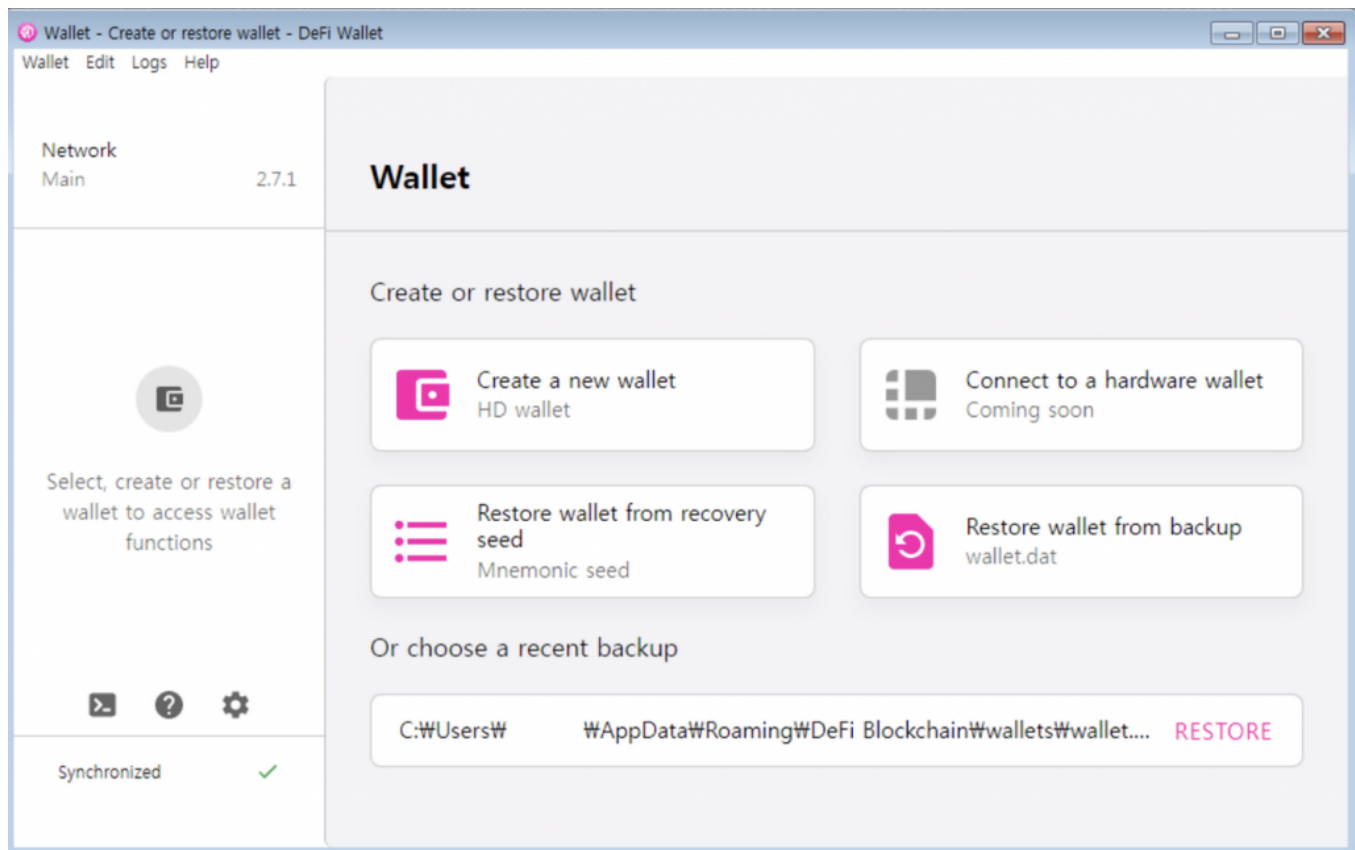 Wallet - Create or restore wallet - DeFi Wallet
Wallet Edit Logs Help
Network
Main 2.7.1
Select, create or restore a
wallet to access wallet
functions
Synchronized
Wallet
Create or restore wallet
Create a new wallet
HD wallet
Connect to a hardware wallet
Coming soon
Restore wallet from recovery
seed
Mnemonic seed
Restore wallet from backup
wallet.dat
Or choose a recent backup
C:₩Users₩ ₩AppData₩Roaming₩DeFi Blockchain₩wallets₩wallet.... RESTORE